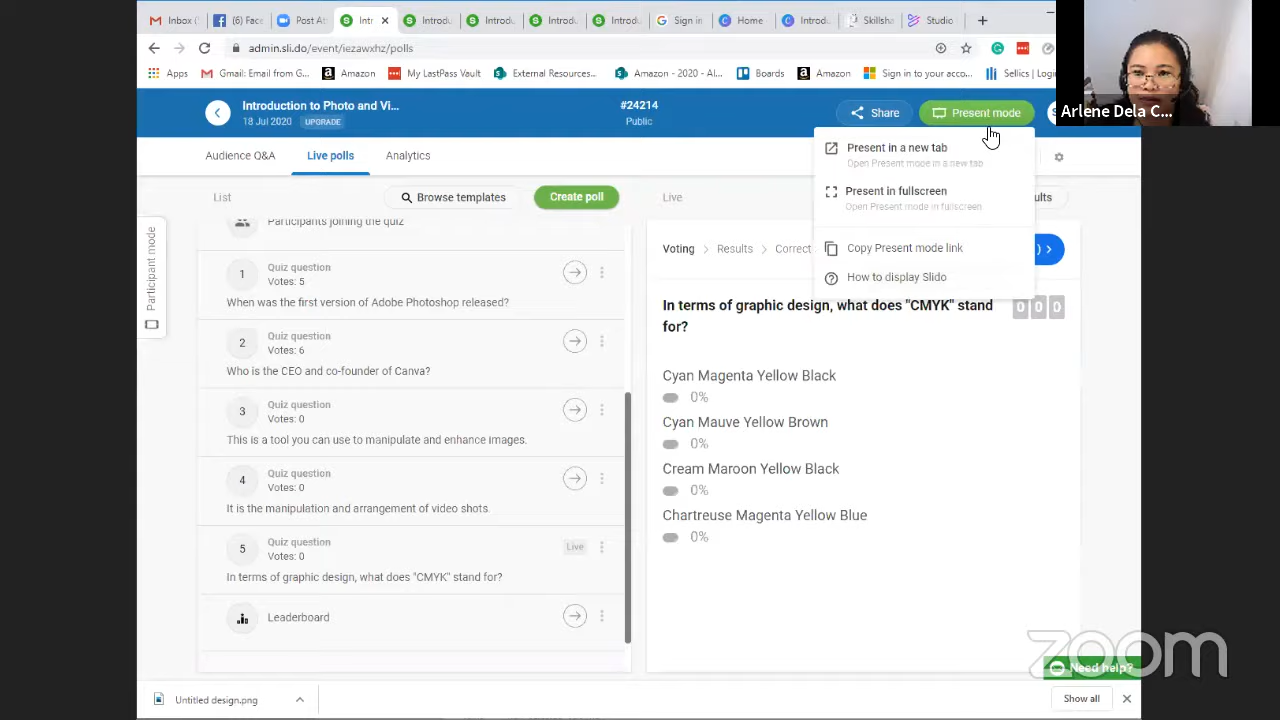 Inbox (
(6) Face
Post At
Intr
Introdu
Introdu
Introdu
Introdu
Sign in
Home
Introdu
Skillsha
Studio
admin.sli.do/event/iezawxhz/polls
Apps
Gmail: Email from G...
Amazon
My LastPass Vault
External Resources...
Amazon - 2020 - Al...
Boards
Amazon
Sign in to your acco...
Sellics | Login
Arlene Dela C...
Introduction to Photo and Vi...
18 Jul 2020
UPGRADE
#24214
Public
Share
Present mode
Present in a new tab
Open Present mode in a new tab
Present in fullscreen
Open Present mode in fullscreen
Copy Present mode link
How to display Slido
Audience Q&A
Live polls
Analytics
List
Browse templates
Create poll
Live
ults
Participant mode
Participants joining the quiz
1
Quiz question
Votes: 5
When was the first version of Adobe Photoshop released?
2
Quiz question
Votes: 6
Who is the CEO and co-founder of Canva?
3
Quiz question
Votes: 0
This is a tool you can use to manipulate and enhance images.
4
Quiz question
Votes: 0
It is the manipulation and arrangement of video shots.
5
Quiz question
Votes: 0
Live
In terms of graphic design, what does "CMYK" stand for?
Leaderboard
Voting > Results > Correct
) >
In terms of graphic design, what does "CMYK" stand
for?
0 0 0
Cyan Magenta Yellow Black
0%
Cyan Mauve Yellow Brown
0%
Cream Maroon Yellow Black
0%
Chartreuse Magenta Yellow Blue
0%
zoom
Need help?
Untitled design.png
Show all